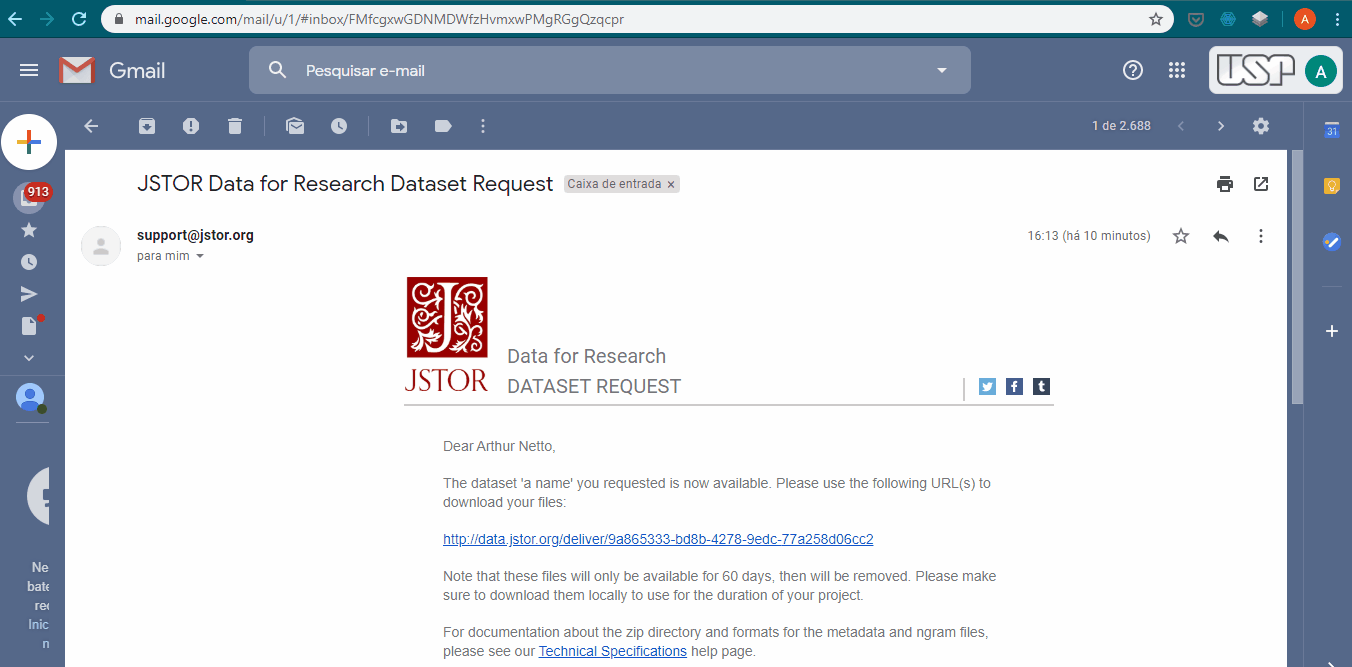 mail.google.com/mail/u/1/#inbox/FMfcgxwGDNMDWfzHvmxwPMgRGgQzqcpr
A
Gmail
Pesquisar e-mail
USP
A
1 de 2.688
31
913
JSTOR Data for Research Dataset Request
Caixa de entrada x
support@jstor.org
16:13 (há 10 minutos)
para mim
JSTOR
Data for Research
DATASET REQUEST
Dear Arthur Netto,
The dataset 'a name' you requested is now available. Please use the following URL(s) to
download your files:
http://data.jstor.org/deliver/9a865333-bd8b-4278-9edc-77a258d06cc2
Note that these files will only be available for 60 days, then will be removed. Please make
sure to download them locally to use for the duration of your project.
For documentation about the zip directory and formats for the metadata and ngram files,
please see our Technical Specifications help page.
Ne
bate
rec
Inic
n